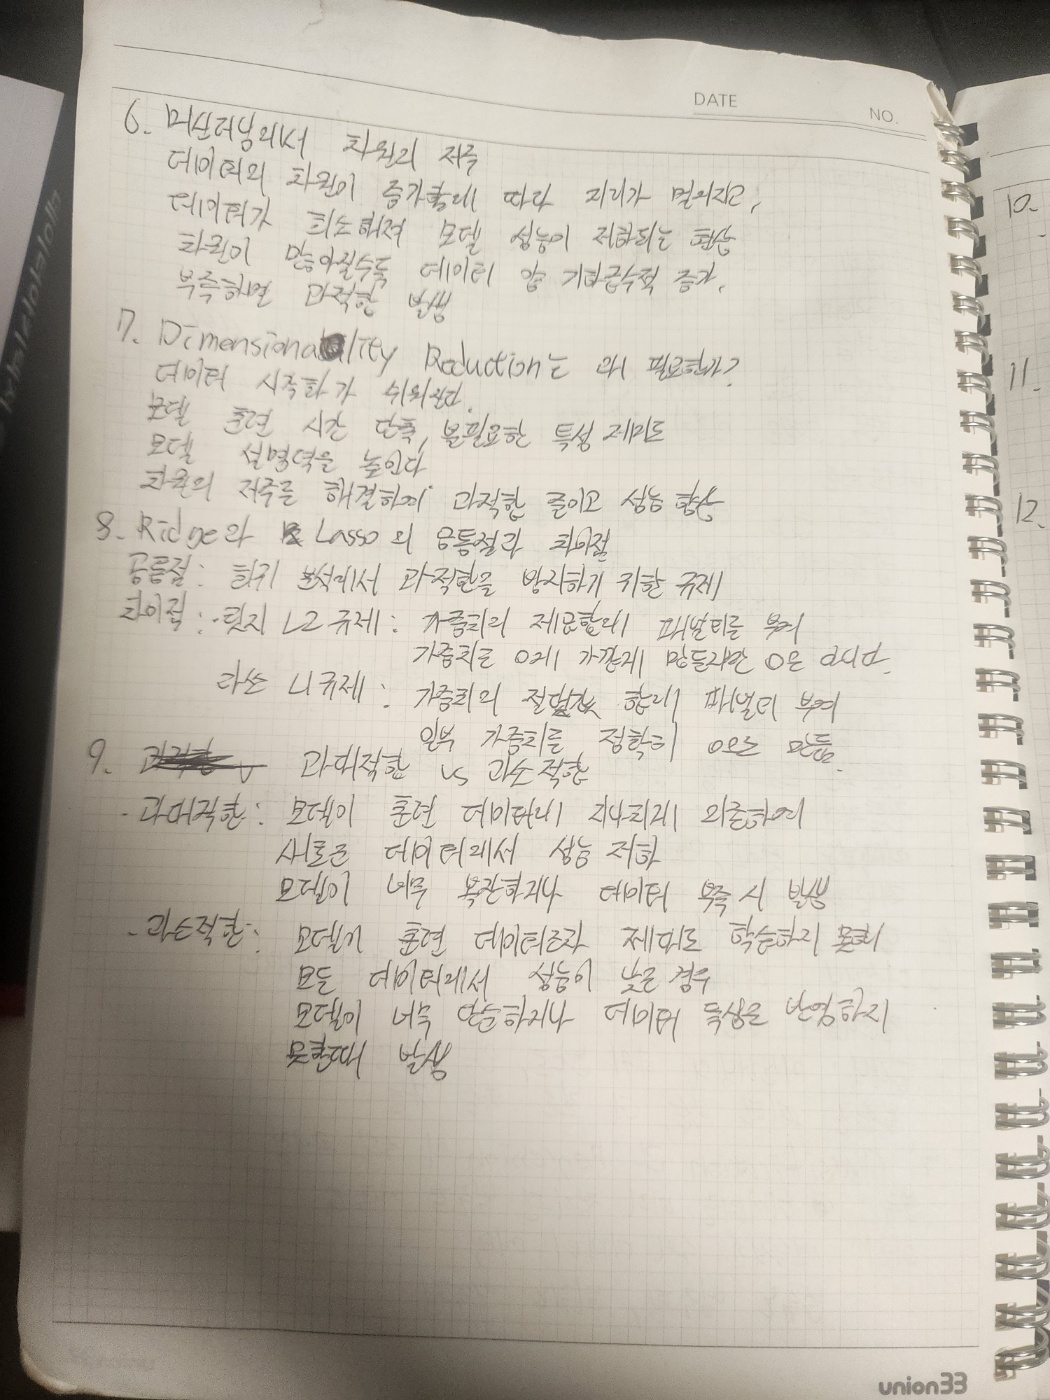 DATE
NO.
6. 머신러닝의서 차원의 저주
데이터의 차원이 증가함에 따라 거리가 멀어지고,
데이터가 희소해져 모델 성능이 저하되는 현상
차원이 많아질수록 데이터 양 기하급수적 증가,
부족하면 과적합 발생
7. Dimensionality Reduction는 왜 필요한가?
데이터 시각화가 쉬워진다.
모델 훈련 시간 단축, 불필요한 특성 제거로
모델 설명력을 높인다
차원의 저주를 해결하여 과적합 줄이고 성능 향상
8. Ridge와 Lasso의 공통점과 차이점
공통점: 회귀 분석에서 과적합을 방지하기 위한 규제
차이점: · 릿지 L2 규제: 가중치의 제곱합에 패널티를 부여
가중치를 0에 가깝게 만들지만 0은 아니다.
라쏘 L1 규제: 가중치의 절댓값 합에 패널티 부여
일부 가중치를 정확히 0으로 만듦.
9. 과대적합 vs 과소적합
- 과대적합: 모델이 훈련 데이터에 지나치게 의존하여
새로운 데이터에서 성능 저하
모델이 너무 복잡하거나 데이터 부족 시 발생
- 과소적합: 모델기 훈련 데이터조차 제대로 학습하지 못해
모든 데이터에서 성능이 낮은 경우
모델이 너무 단순하거나 데이터 특성을 반영하지
못할때 발생
10.
11.
12.
union33